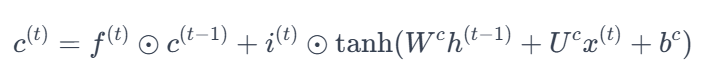 c^{(t)} = f^{(t)} ⊙ c^{(t−1)} + i^{(t)} ⊙ tanh(W^c h^{(t−1)} + U^c x^{(t)} + b^c)